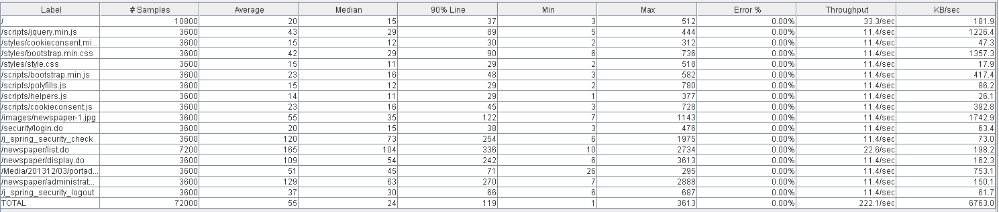 Label # Samples Average Median 90% Line Min Max Error % Throughput KB/sec
/ 10800 20 15 37 3 512 0.00% 33.3/sec 181.9
/scripts/jquery.min.js 3600 43 29 89 5 444 0.00% 11.4/sec 1226.4
/styles/cookieconsent.mi... 3600 15 12 30 2 312 0.00% 11.4/sec 47.3
/styles/bootstrap.min.css 3600 42 29 90 6 736 0.00% 11.4/sec 1357.3
/styles/style.css 3600 15 11 29 2 518 0.00% 11.4/sec 17.9
/scripts/bootstrap.min.js 3600 23 16 48 3 582 0.00% 11.4/sec 417.4
/scripts/polyfills.js 3600 15 12 29 2 780 0.00% 11.4/sec 86.2
/scripts/helpers.js 3600 14 11 29 1 377 0.00% 11.4/sec 26.1
/scripts/cookieconsent.js 3600 23 16 45 3 728 0.00% 11.4/sec 392.8
/images/newspaper-1.jpg 3600 55 35 122 7 1143 0.00% 11.4/sec 1742.9
/security/login.do 3600 20 15 38 3 476 0.00% 11.4/sec 63.4
/j_spring_security_check 3600 120 73 254 6 1975 0.00% 11.4/sec 73.0
/newspaper/list.do 7200 165 104 336 10 2734 0.00% 22.6/sec 198.2
/newspaper/display.do 3600 109 54 242 6 3613 0.00% 11.4/sec 162.3
/Media/201312/03/portad... 3600 51 45 71 26 295 0.00% 11.4/sec 753.1
/newspaper/administrat... 3600 129 63 270 7 2888 0.00% 11.4/sec 150.1
/j_spring_security_logout 3600 37 30 66 6 687 0.00% 11.4/sec 61.7
TOTAL 72000 55 24 119 1 3613 0.00% 222.1/sec 6763.0